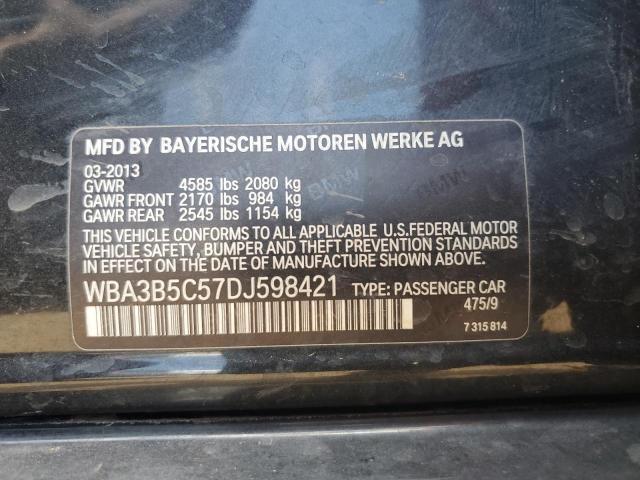 MFD BY BAYERISCHE MOTOREN WERKE AG
03-2013
GVWR 4585 lbs 2080 kg
GAWR FRONT 2170 lbs 984 kg
GAWR REAR 2545 lbs 1154 kg
THIS VEHICLE CONFORMS TO ALL APPLICABLE U.S.FEDERAL MOTOR
VEHICLE SAFETY, BUMPER AND THEFT PREVENTION STANDARDS
IN EFFECT ON THE DATE OF MANUFACTURE SHOWN ABOVE.
WBA3B5C57DJ598421 TYPE: PASSENGER CAR
475/9
7 315 814